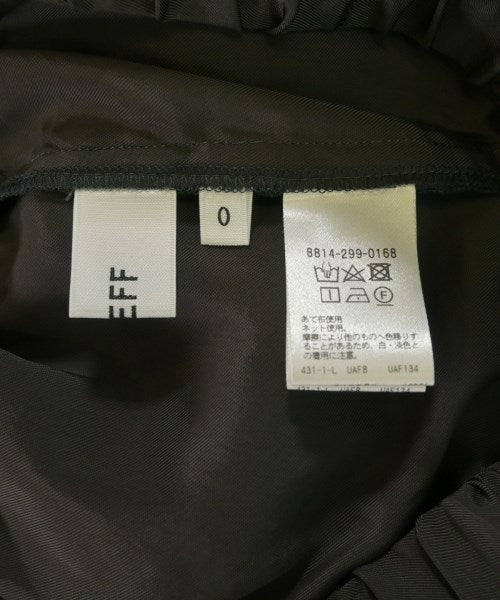 EFF
0
8814-299-0168
あて布使用
ネット使用。
摩擦により他のものへ色移りす
ることがあるため、白・淡色と
の着用に注意。
431-1-L UAF8 UAF134